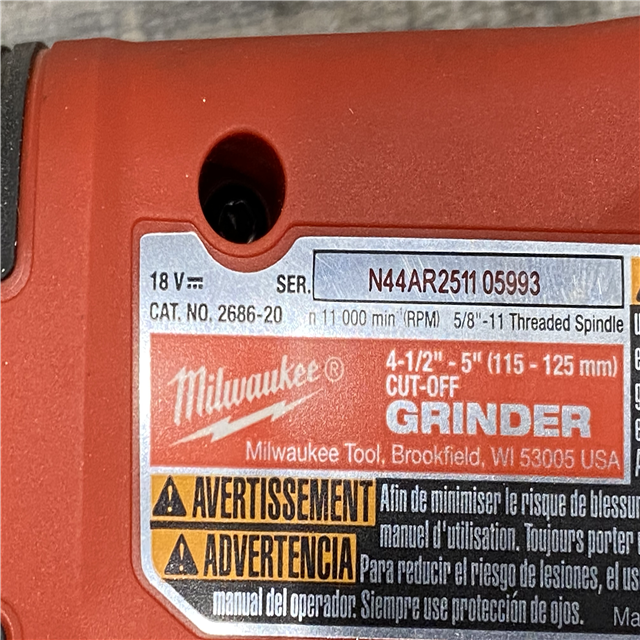 18 V⎓ SER. N44AR2511 05993
CAT. NO. 2686-20 n 11 000 min⁻¹(RPM) 5/8"-11 Threaded Spindle
Milwaukee®
4-1/2" - 5" (115 - 125 mm)
CUT-OFF
GRINDER
Milwaukee Tool, Brookfield, WI 53005 USA
AVERTISSEMENT Afin de minimiser le risque de blessur
manuel d'utilisation. Toujours porter
ADVERTENCIA Para reducir el riesgo de lesiones, el us
manual del operador. Siempre use protección de ojos. Ma